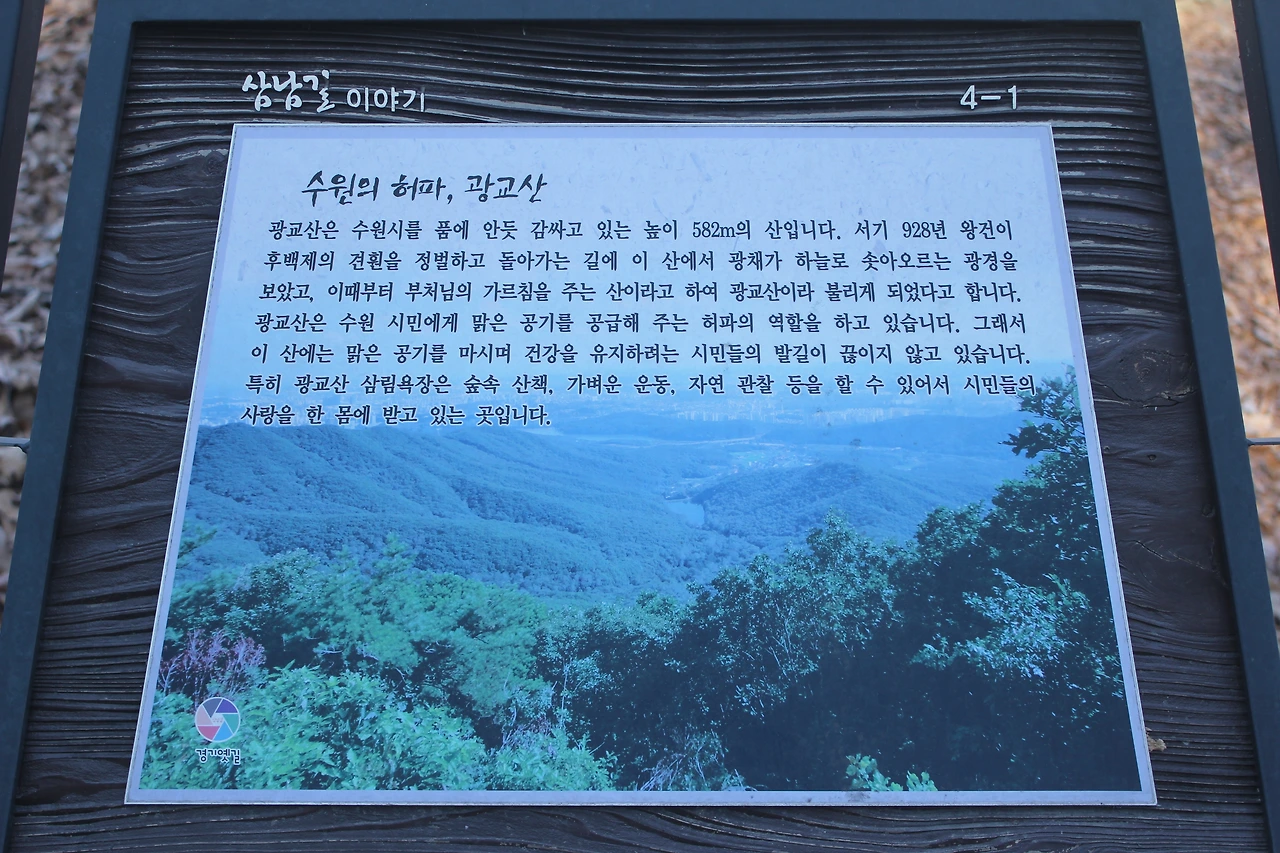 삼남길 이야기
4-1
수원의 허파, 광교산
광교산은 수원시를 품에 안듯 감싸고 있는 높이 582m의 산입니다. 서기 928년 왕건이
후백제의 견훤을 정벌하고 돌아가는 길에 이 산에서 광채가 하늘로 솟아오르는 광경을
보았고, 이때부터 부처님의 가르침을 주는 산이라고 하여 광교산이라 불리게 되었다고 합니다.
광교산은 수원 시민에게 맑은 공기를 공급해 주는 허파의 역할을 하고 있습니다. 그래서
이 산에는 맑은 공기를 마시며 건강을 유지하려는 시민들의 발길이 끊이지 않고 있습니다.
특히 광교산 삼림욕장은 숲속 산책, 가벼운 운동, 자연 관찰 등을 할 수 있어서 시민들의
사랑을 한 몸에 받고 있는 곳입니다.
경기옛길